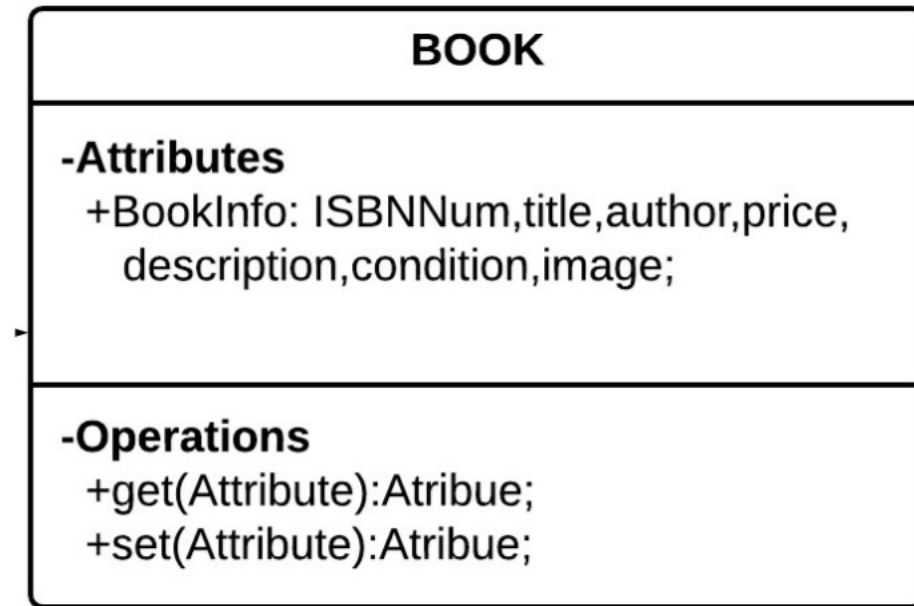 BOOK
-Attributes
+BookInfo: ISBNNum,title,author,price,
description,condition,image;
-Operations
+get(Attribute):Atribue;
+set(Attribute):Atribue;